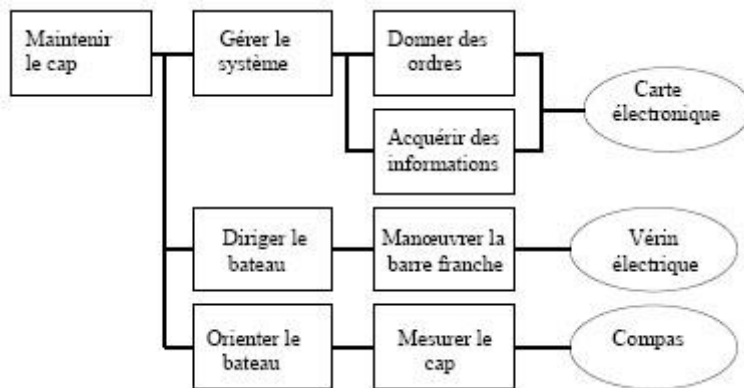 Maintenir
le cap
Gérer le
système
Donner des
ordres
Acquérir des
informations
Carte
électronique
Diriger le
bateau
Manœuvrer la
barre franche
Vérin
électrique
Orienter le
bateau
Mesurer le
cap
Compas